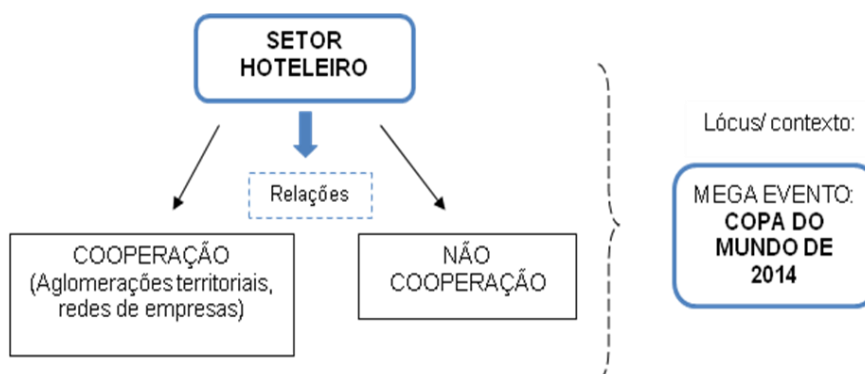 SETOR
HOTELEIRO
Relações
COOPERAÇÃO
(Aglomerações territoriais,
redes de empresas)
NÃO
COOPERAÇÃO
Lócus/ contexto:
MEGA EVENTO:
COPA DO
MUNDO DE
2014